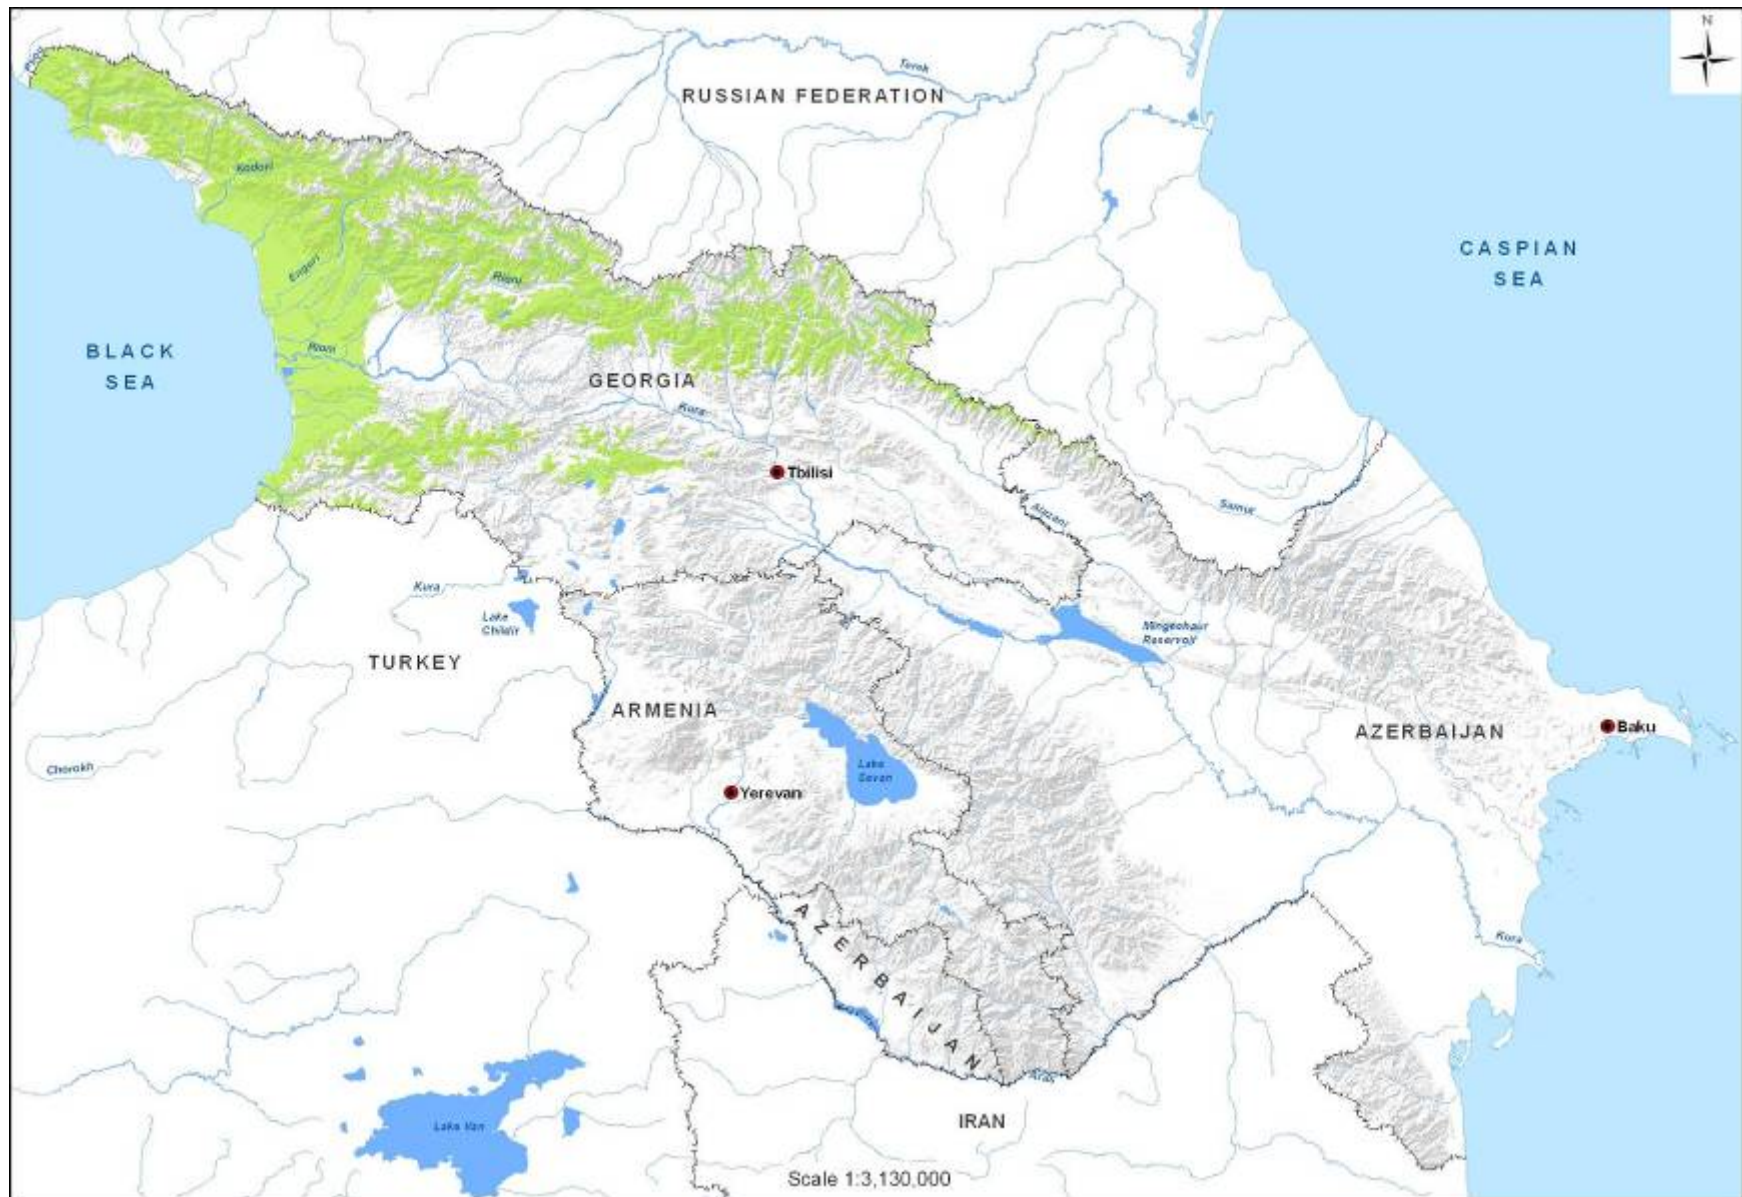 N
Psou
Terek
RUSSIAN FEDERATION
Kodori
CASPIAN
SEA
Enguri
Rioni
BLACK
SEA
Rioni
GEORGIA
Kura
Tbilisi
Alazani
Samur
Kura
Lake
Childir
Mingechaur
Reservoir
TURKEY
ARMENIA
AZERBAIJAN
Baku
Chorokh
Lake
Sevan
Yerevan
AZERBAIJAN
Kura
Aras
Lake Van
IRAN
Scale 1:3,130,000